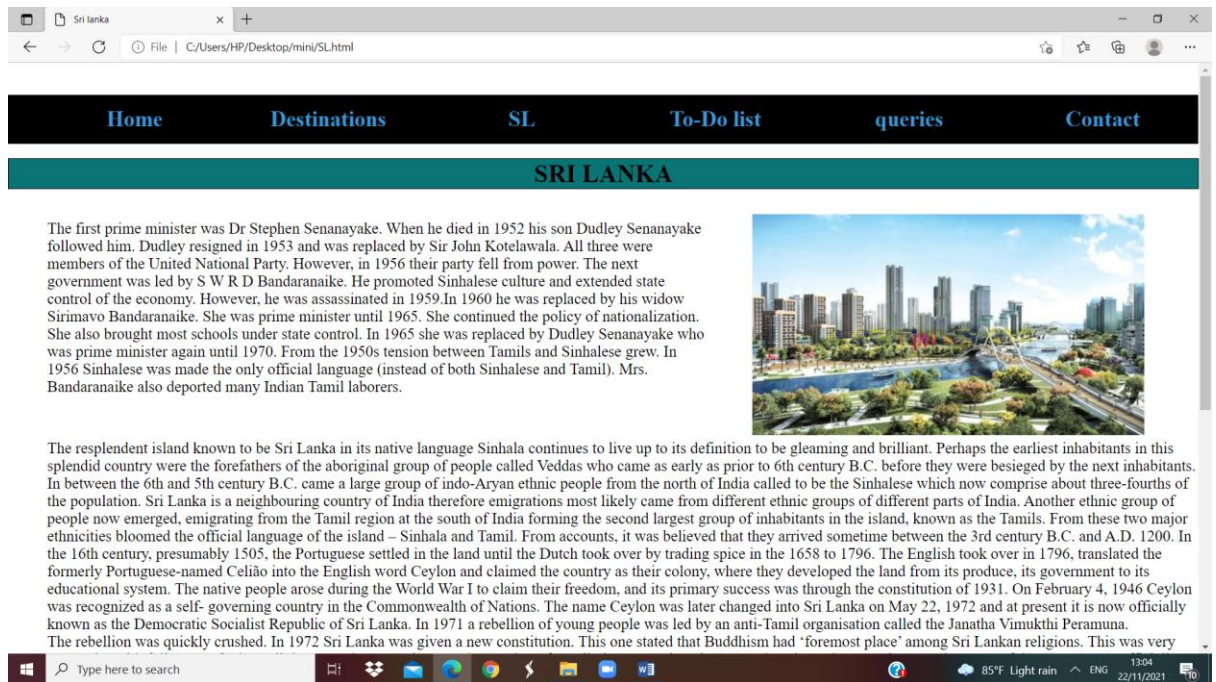 Sri lanka
File | C:/Users/HP/Desktop/mini/SL.html
Home Destinations SL To-Do list queries Contact
SRI LANKA
The first prime minister was Dr Stephen Senanayake. When he died in 1952 his son Dudley Senanayake
followed him. Dudley resigned in 1953 and was replaced by Sir John Kotelawala. All three were
members of the United National Party. However, in 1956 their party fell from power. The next
government was led by S W R D Bandaranaike. He promoted Sinhalese culture and extended state
control of the economy. However, he was assassinated in 1959.In 1960 he was replaced by his widow
Sirimavo Bandaranaike. She was prime minister until 1965. She continued the policy of nationalization.
She also brought most schools under state control. In 1965 she was replaced by Dudley Senanayake who
was prime minister again until 1970. From the 1950s tension between Tamils and Sinhalese grew. In
1956 Sinhalese was made the only official language (instead of both Sinhalese and Tamil). Mrs.
Bandaranaike also deported many Indian Tamil laborers.
The resplendent island known to be Sri Lanka in its native language Sinhala continues to live up to its definition to be gleaming and brilliant. Perhaps the earliest inhabitants in this
splendid country were the forefathers of the aboriginal group of people called Veddas who came as early as prior to 6th century B.C. before they were besieged by the next inhabitants.
In between the 6th and 5th century B.C. came a large group of indo-Aryan ethnic people from the north of India called to be the Sinhalese which now comprise about three-fourths of
the population. Sri Lanka is a neighbouring country of India therefore emigrations most likely came from different ethnic groups of different parts of India. Another ethnic group of
people now emerged, emigrating from the Tamil region at the south of India forming the second largest group of inhabitants in the island, known as the Tamils. From these two major
ethnicities bloomed the official language of the island – Sinhala and Tamil. From accounts, it was believed that they arrived sometime between the 3rd century B.C. and A.D. 1200. In
the 16th century, presumably 1505, the Portuguese settled in the land until the Dutch took over by trading spice in the 1658 to 1796. The English took over in 1796, translated the
formerly Portuguese-named Celião into the English word Ceylon and claimed the country as their colony, where they developed the land from its produce, its government to its
educational system. The native people arose during the World War I to claim their freedom, and its primary success was through the constitution of 1931. On February 4, 1946 Ceylon
was recognized as a self- governing country in the Commonwealth of Nations. The name Ceylon was later changed into Sri Lanka on May 22, 1972 and at present it is now officially
known as the Democratic Socialist Republic of Sri Lanka. In 1971 a rebellion of young people was led by an anti-Tamil organisation called the Janatha Vimukthi Peramuna.
The rebellion was quickly crushed. In 1972 Sri Lanka was given a new constitution. This one stated that Buddhism had ‘foremost place’ among Sri Lankan religions. This was very
Type here to search 85°F Light rain ENG 13:04
22/11/2021